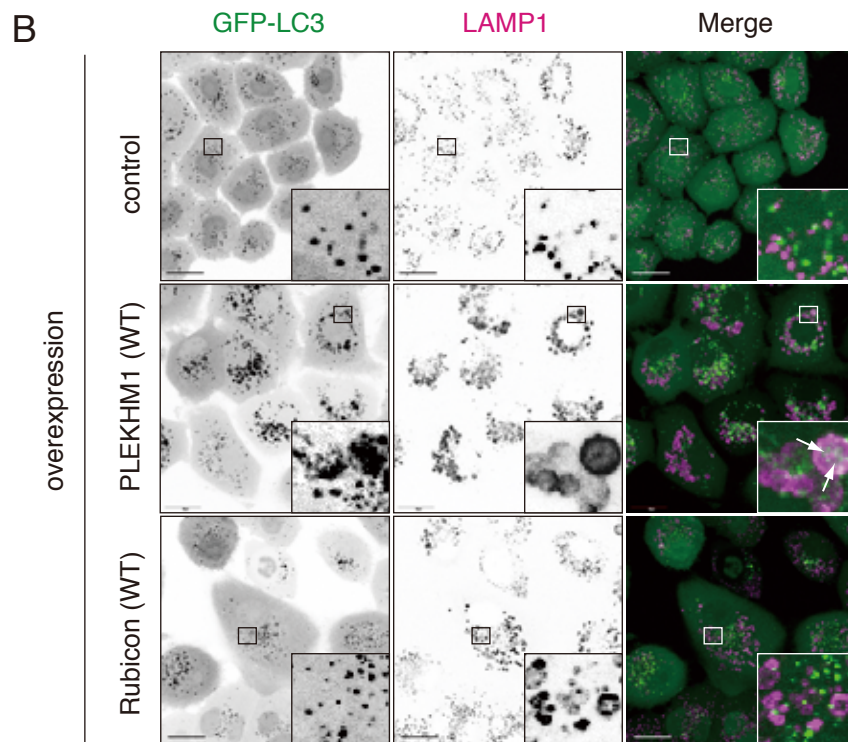 B
GFP-LC3 LAMP1 Merge
overexpression
control
PLEKHM1 (WT)
Rubicon (WT)